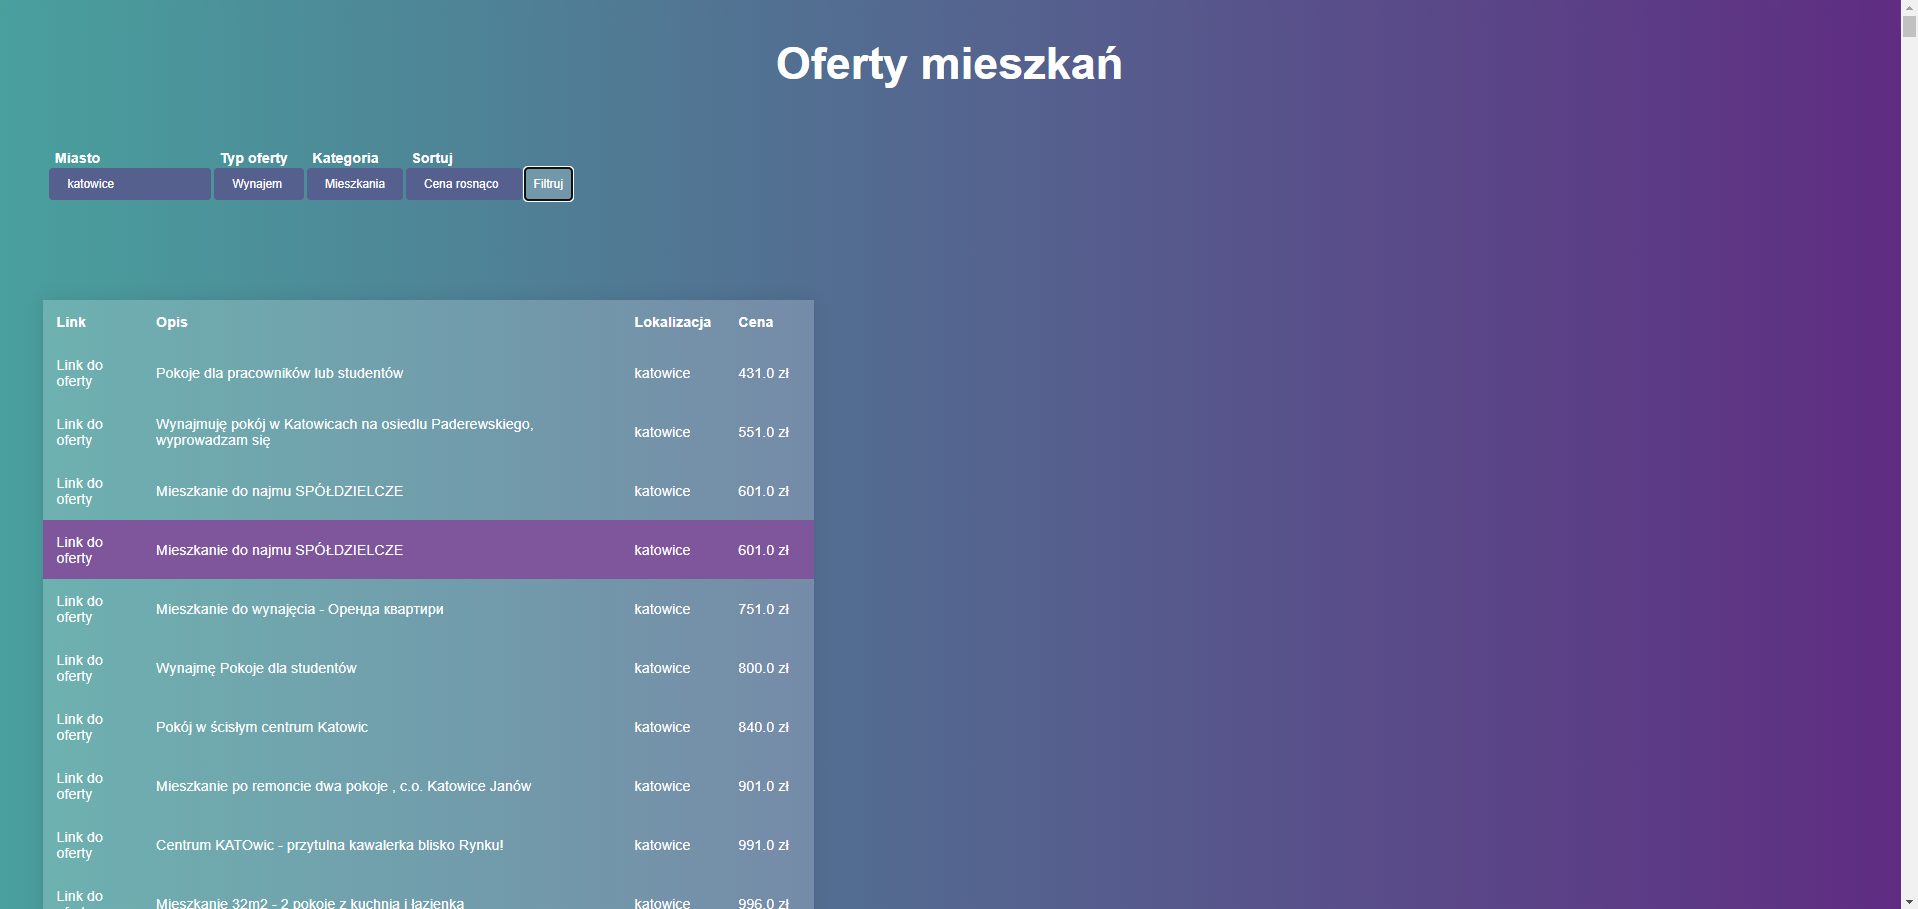 Oferty mieszkań
Miasto Typ oferty Kategoria Sortuj
katowice Wynajem Mieszkania Cena rosnąco Filtruj
Link Opis Lokalizacja Cena
Link do
oferty
Pokoje dla pracowników lub studentów katowice 431.0 zł
Link do
oferty
Wynajmuję pokój w Katowicach na osiedlu Paderewskiego,
wyprowadzam się
katowice 551.0 zł
Link do
oferty
Mieszkanie do najmu SPÓŁDZIELCZE katowice 601.0 zł
Link do
oferty
Mieszkanie do najmu SPÓŁDZIELCZE katowice 601.0 zł
Link do
oferty
Mieszkanie do wynajęcia - Оренда квартири katowice 751.0 zł
Link do
oferty
Wynajmę Pokoje dla studentów katowice 800.0 zł
Link do
oferty
Pokój w ścisłym centrum Katowic katowice 840.0 zł
Link do
oferty
Mieszkanie po remoncie dwa pokoje , c.o. Katowice Janów katowice 901.0 zł
Link do
oferty
Centrum KATOwic - przytulna kawalerka blisko Rynku! katowice 991.0 zł
Link do
Mieszkanie 32m2 - 2 pokoje z kuchnią i łazienką katowice 996.0 zł